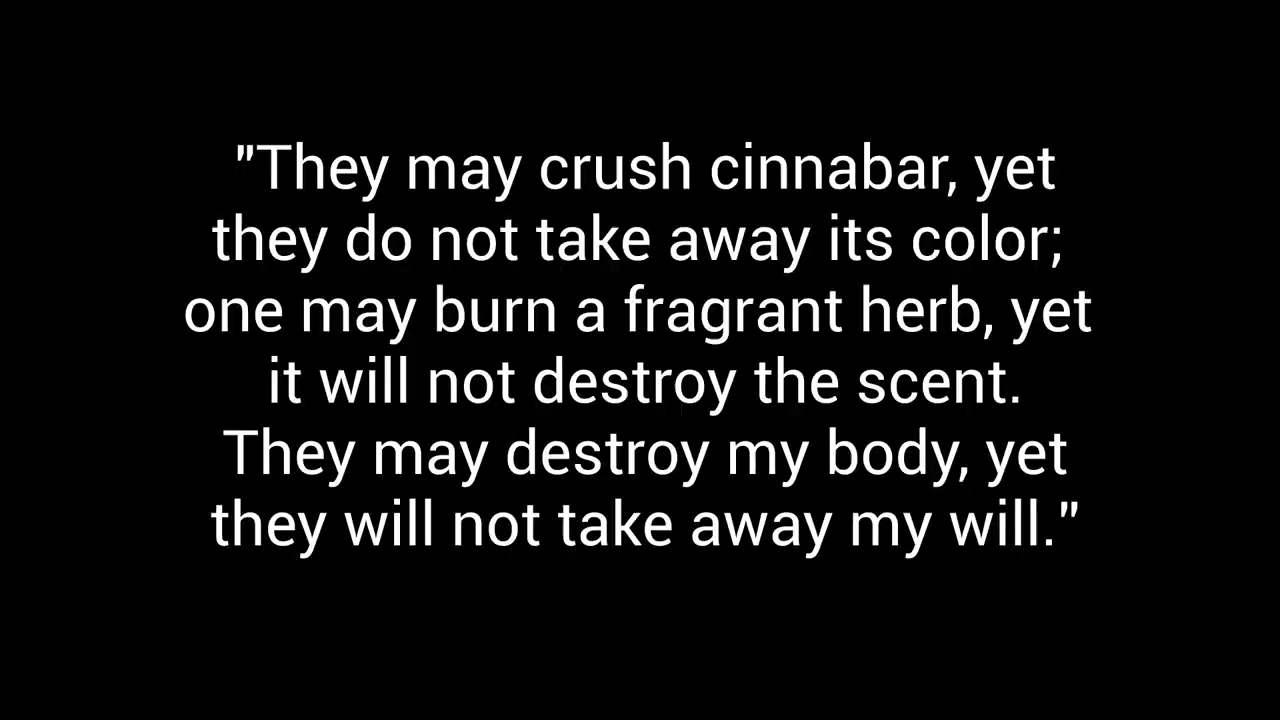 "They may crush cinnabar, yet
they do not take away its color;
one may burn a fragrant herb, yet
it will not destroy the scent.
They may destroy my body, yet
they will not take away my will."